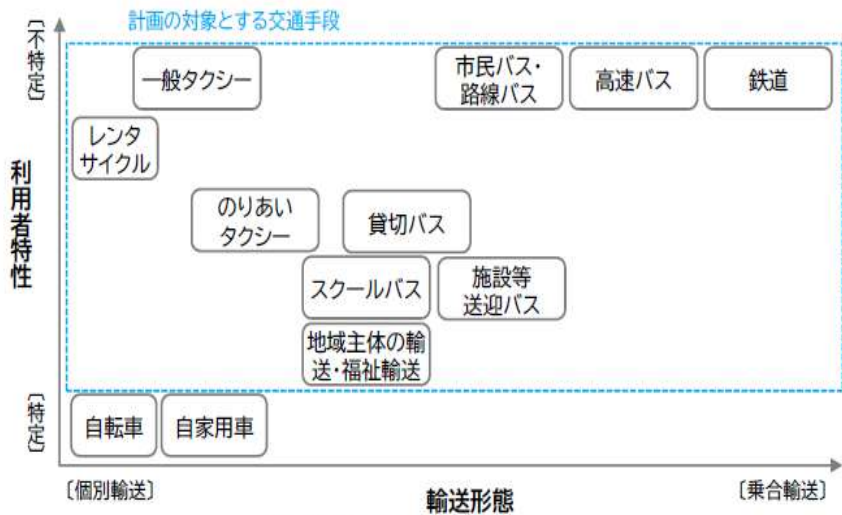 計画の対象とする交通手段
〔不特定〕
一般タクシー
市民バス・
路線バス
高速バス
鉄道
レンタ
サイクル
利用者特性
のりあい
タクシー
貸切バス
スクールバス
施設等
送迎バス
地域主体の輸
送・福祉輸送
〔特定〕
自転車
自家用車
〔個別輸送〕
輸送形態
〔乗合輸送〕